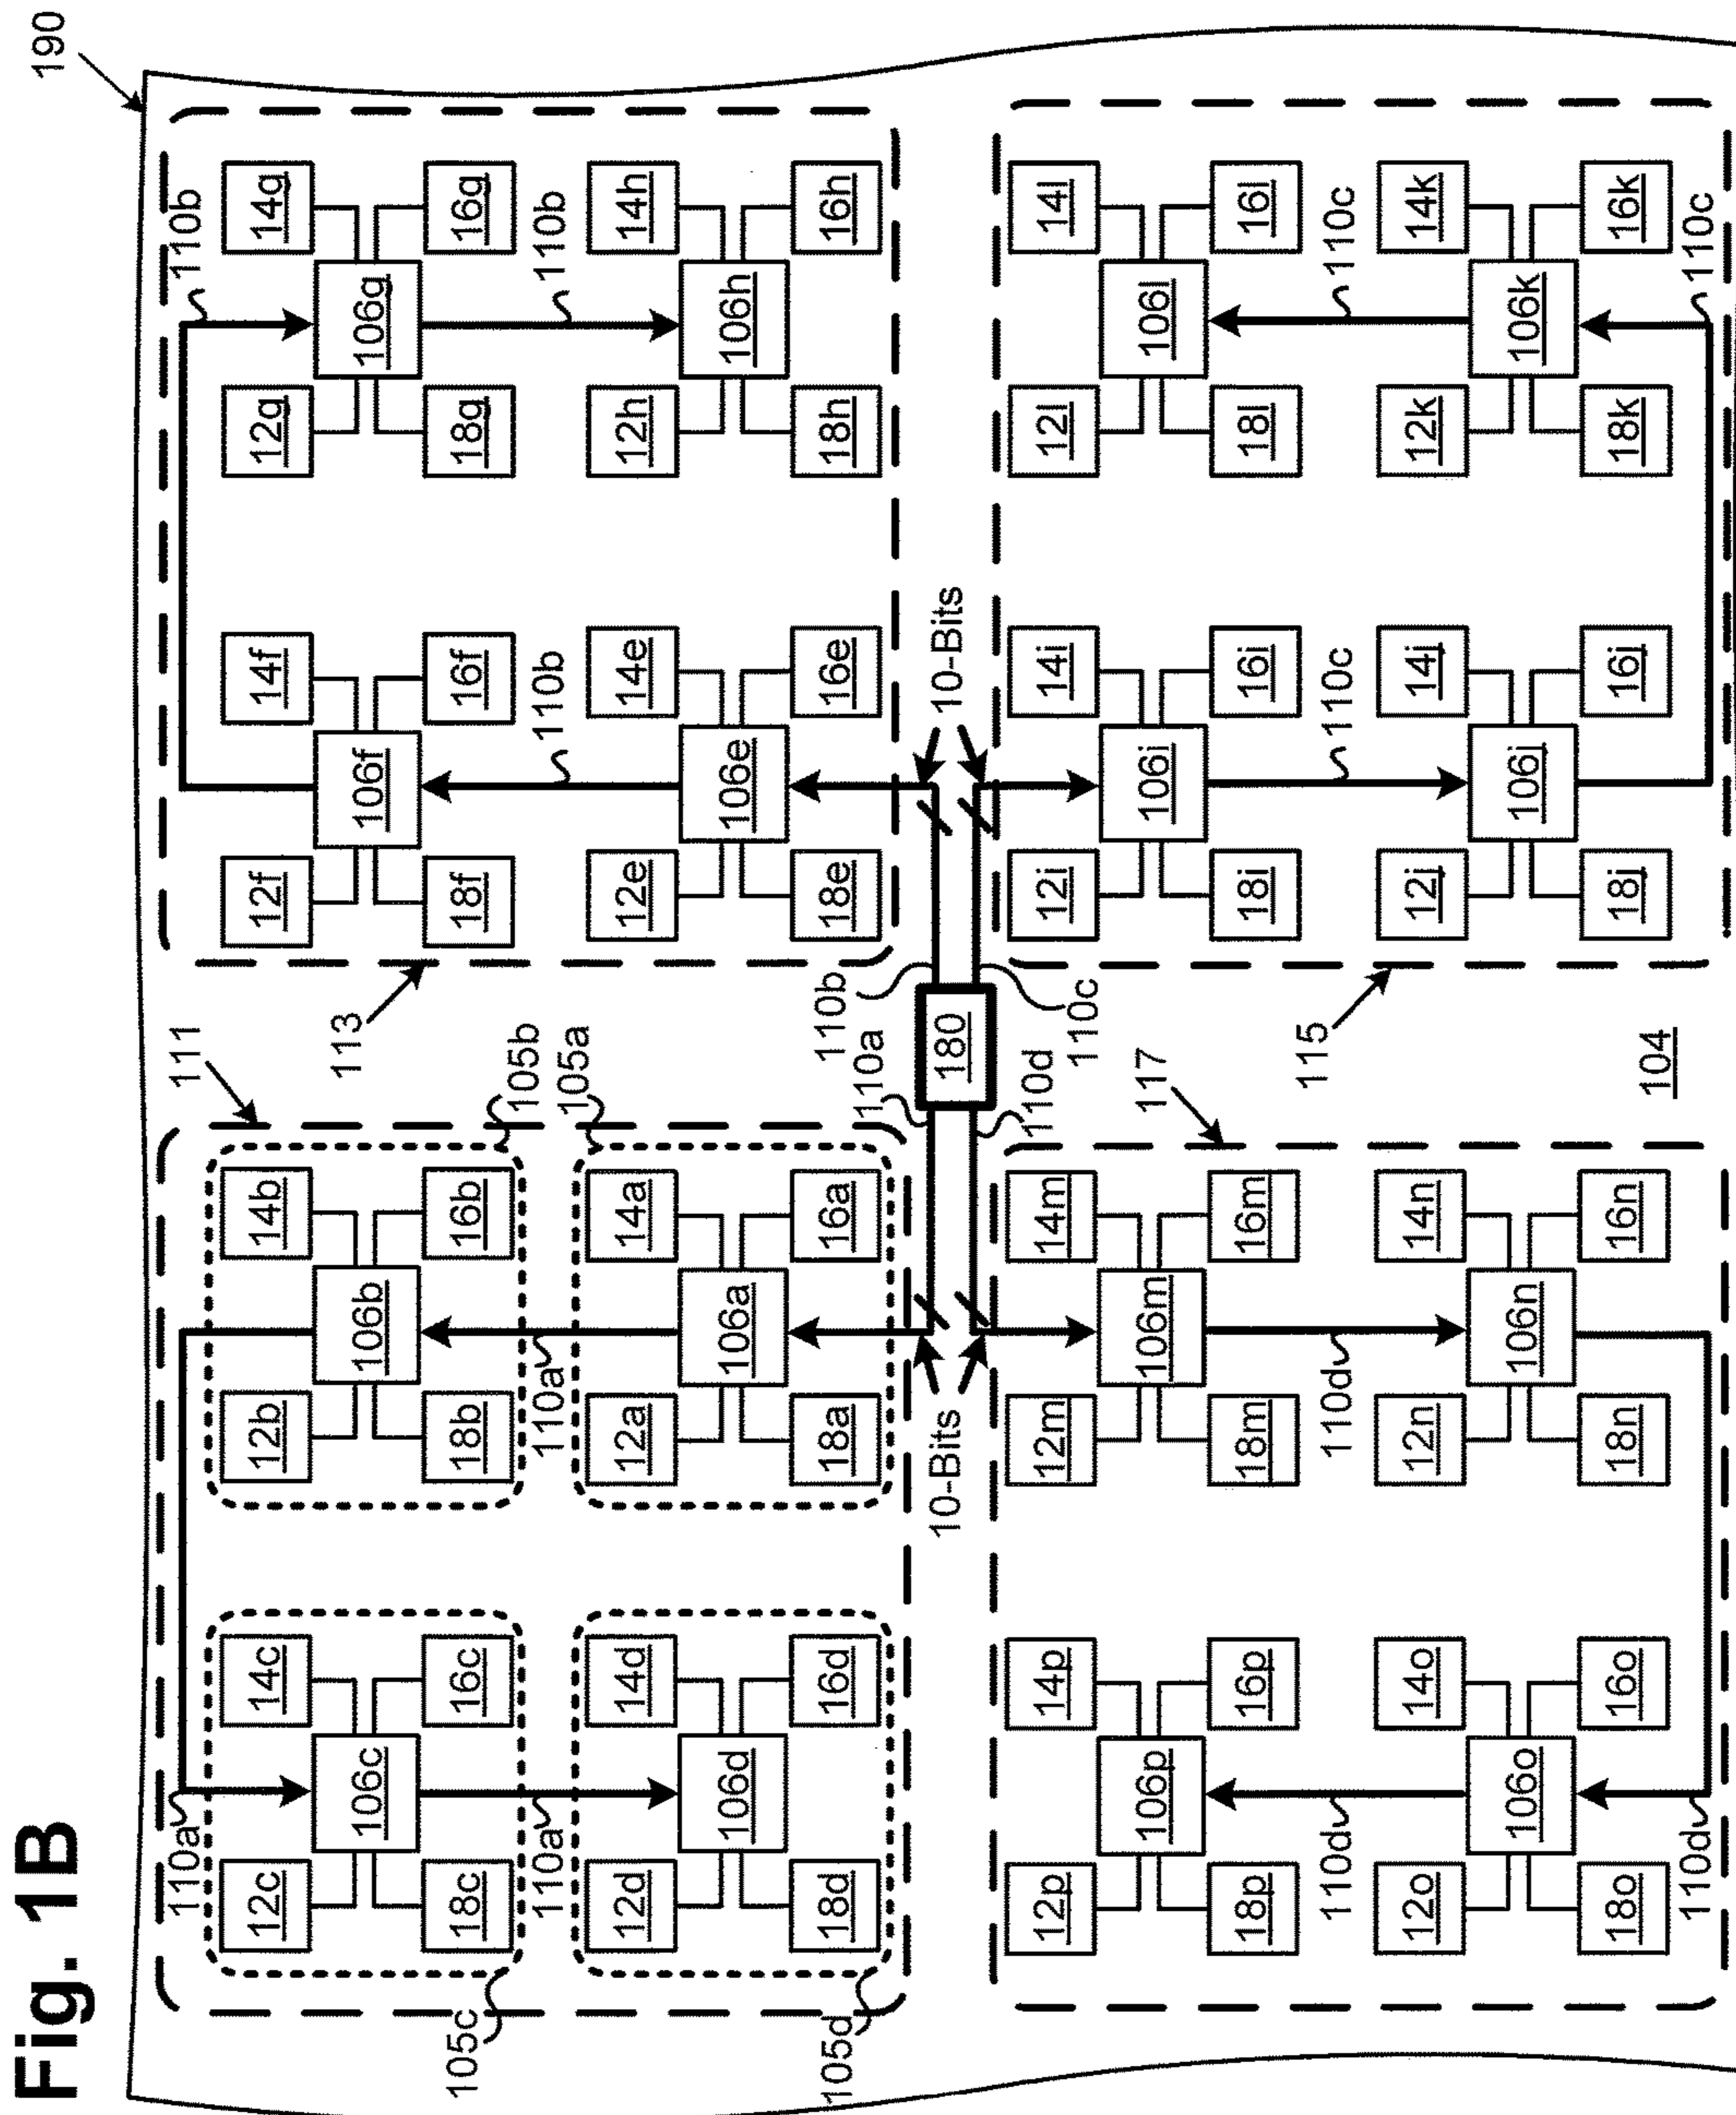 Fig. 1B
190
110a 111 110b
12c 14c 12b 14b 12f 14f 12g 14g
113
106c 106b 106f 106g
105c 18c 16c 18b 16b 18f 16f 18g 16g
105b
110a 110a 110b 110b
105a
12d 14d 12a 14a 12e 14e 12h 14h
106d 106a 106e 106h
105d 18d 16d 18a 16a 110b 18e 16e 18h 16h
110a
10-Bits 180 10-Bits
110d
110c
12p 14p 12m 14m 12i 14i 12l 14l
106p 106m 117 106i 106l
18p 16p 18m 16m 18i 16i 18l 16l
110d 110d 115 110c 110c
12o 14o 12n 14n 12j 14j 12k 14k
106o 106n 106j 106k
18o 16o 18n 16n 18j 16j 18k 16k
104
110d 110c